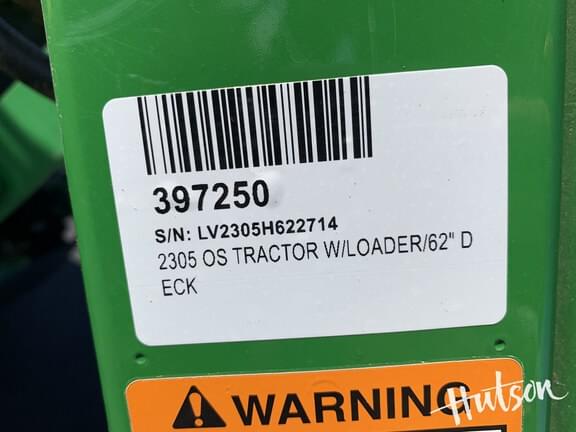 397250
S/N: LV2305H622714
2305 OS TRACTOR W/LOADER/62" D
ECK
WARNING
Hutson